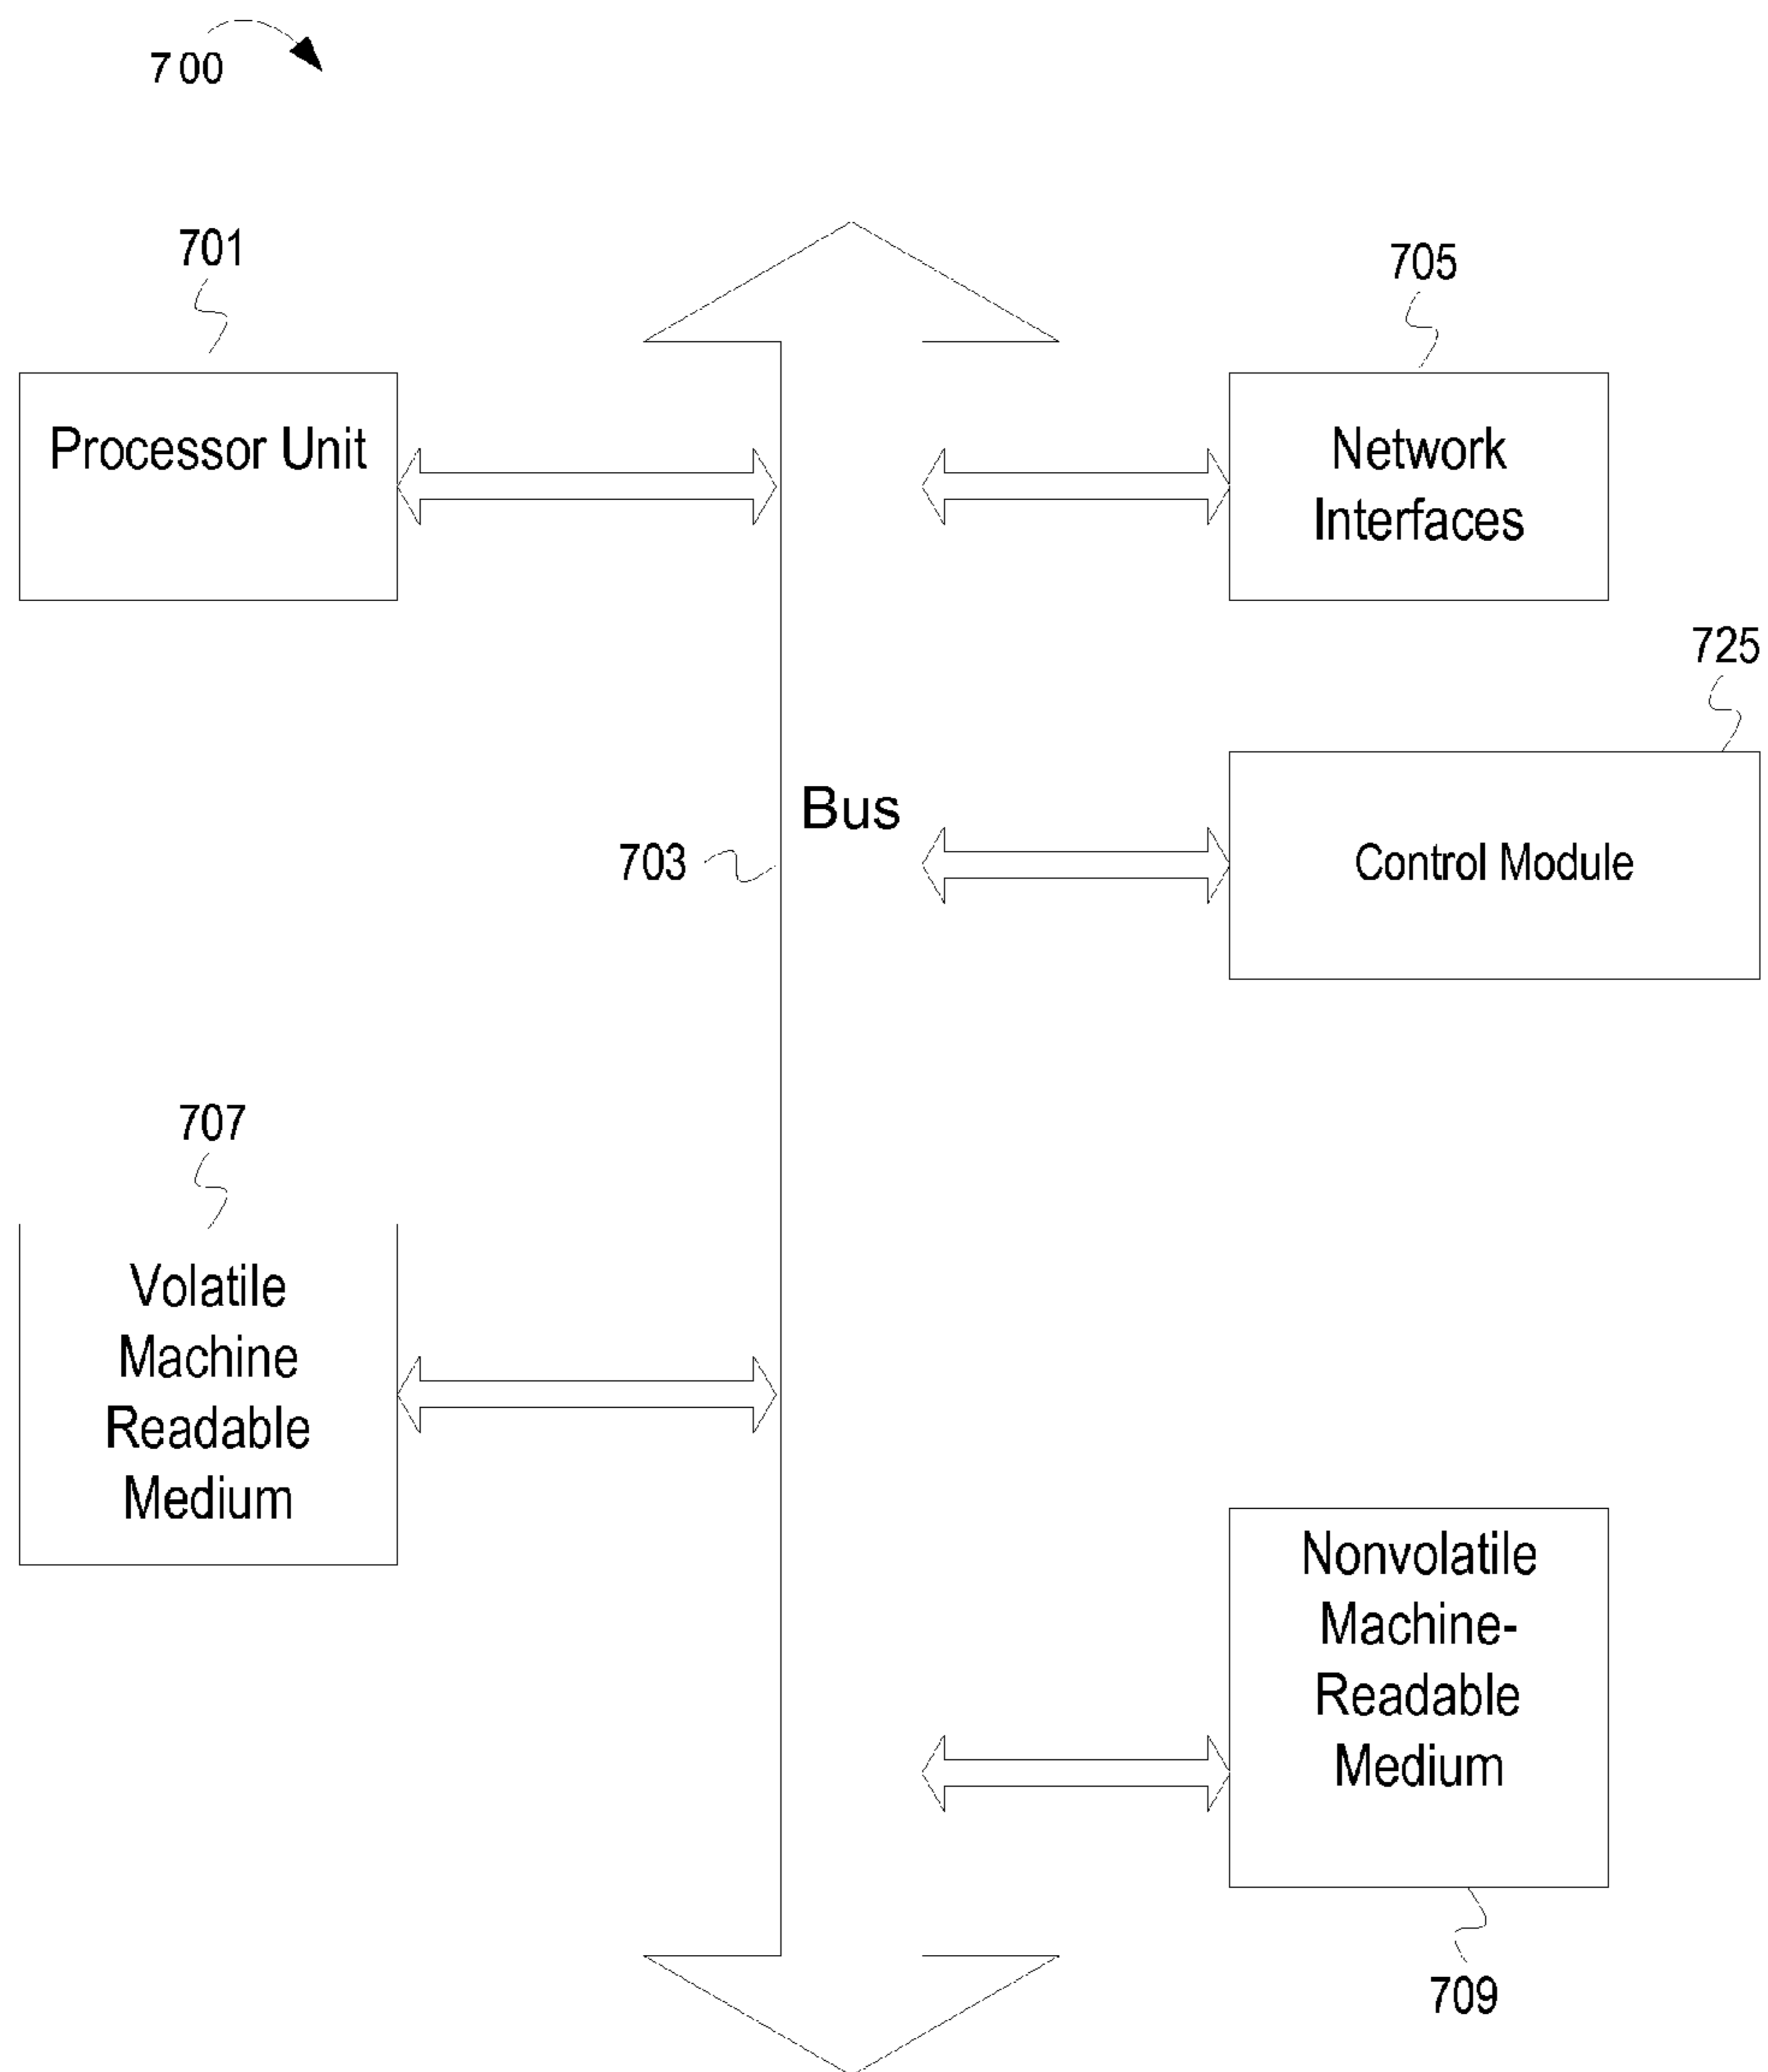 700
701
705
Processor Unit
Network
Interfaces
725
Bus
703
Control Module
707
Volatile
Machine
Readable
Medium
Nonvolatile
Machine-
Readable
Medium
709